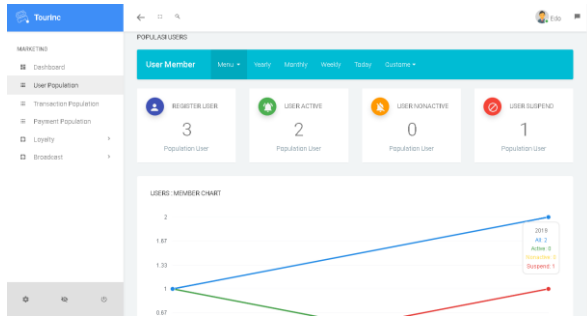 Tourinc
Edo
MARKETING
Dashboard
User Population
Transaction Population
Payment Population
Loyalty
Broadcast
POPULASI USERS
User Member
Menu
Yearly
Monthly
Weekly
Today
Custome
REGISTER USER
3
Population User
USER ACTIVE
2
Population User
USER NONACTIVE
0
Population User
USER SUSPEND
1
Population User
USERS : MEMBER CHART
2
1.67
1.33
1
0.67
2018
All: 2
Active: 0
Nonactive: 0
Suspend: 1